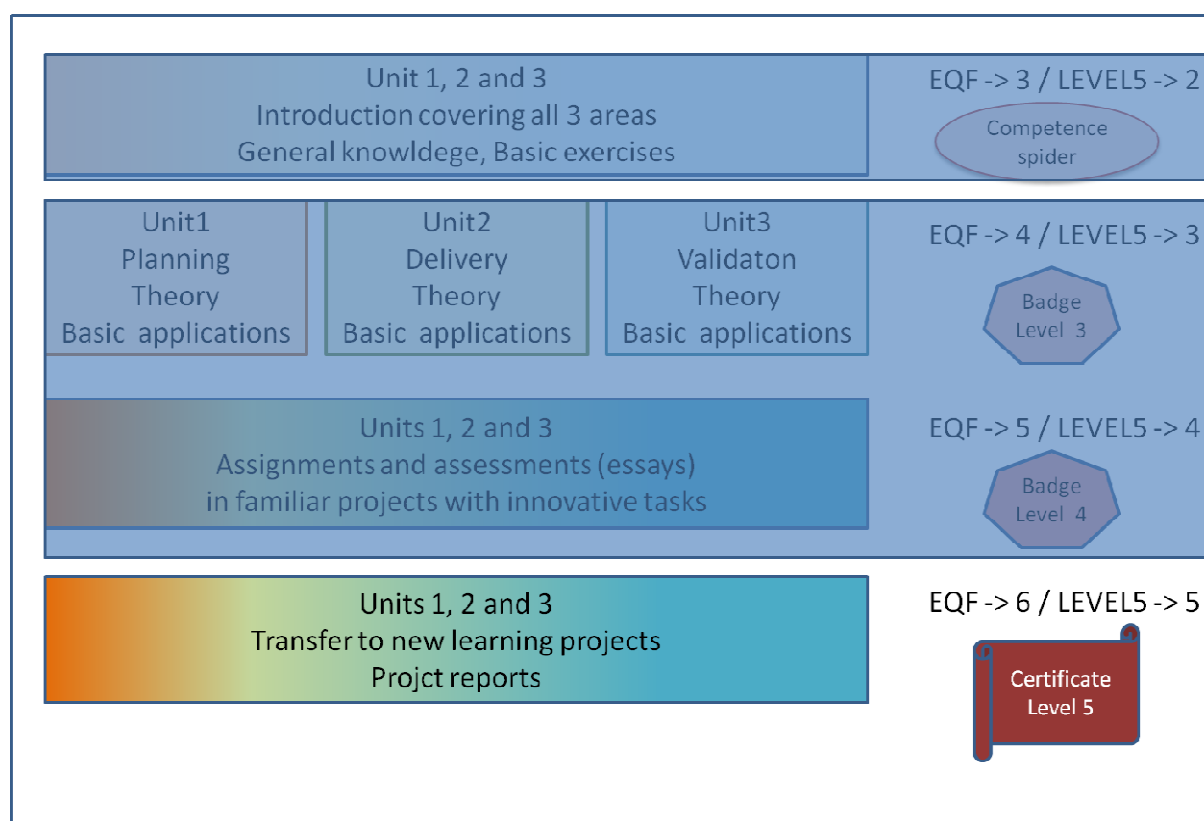 Unit 1, 2 and 3
Introduction covering all 3 areas
General knowldege, Basic exercises
EQF -> 3 / LEVEL5 -> 2
Competence
spider
Unit1
Planning
Theory
Basic applications
Unit2
Delivery
Theory
Basic applications
Unit3
Validaton
Theory
Basic applications
EQF -> 4 / LEVEL5 -> 3
Badge
Level 3
Units 1, 2 and 3
Assignments and assessments (essays)
in familiar projects with innovative tasks
EQF -> 5 / LEVEL5 -> 4
Badge
Level 4
Units 1, 2 and 3
Transfer to new learning projects
Projct reports
EQF -> 6 / LEVEL5 -> 5
Certificate
Level 5